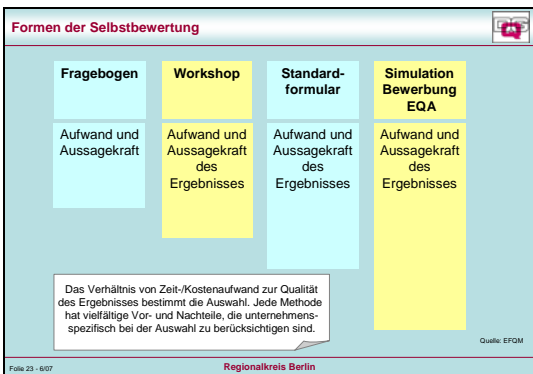 Formen der Selbstbewertung
DGQ
Fragebogen
Workshop
Standard-
formular
Simulation
Bewerbung
EQA
Aufwand und
Aussagekraft
Aufwand und
Aussagekraft
des
Ergebnisses
Aufwand und
Aussagekraft
des
Ergebnisses
Aufwand und
Aussagekraft
des
Ergebnisses
Das Verhältnis von Zeit-/Kostenaufwand zur Qualität
des Ergebnisses bestimmt die Auswahl. Jede Methode
hat vielfältige Vor- und Nachteile, die unternehmens-
spezifisch bei der Auswahl zu berücksichtigen sind.
Quelle: EFQM
Folie 23 - 6/07
Regionalkreis Berlin